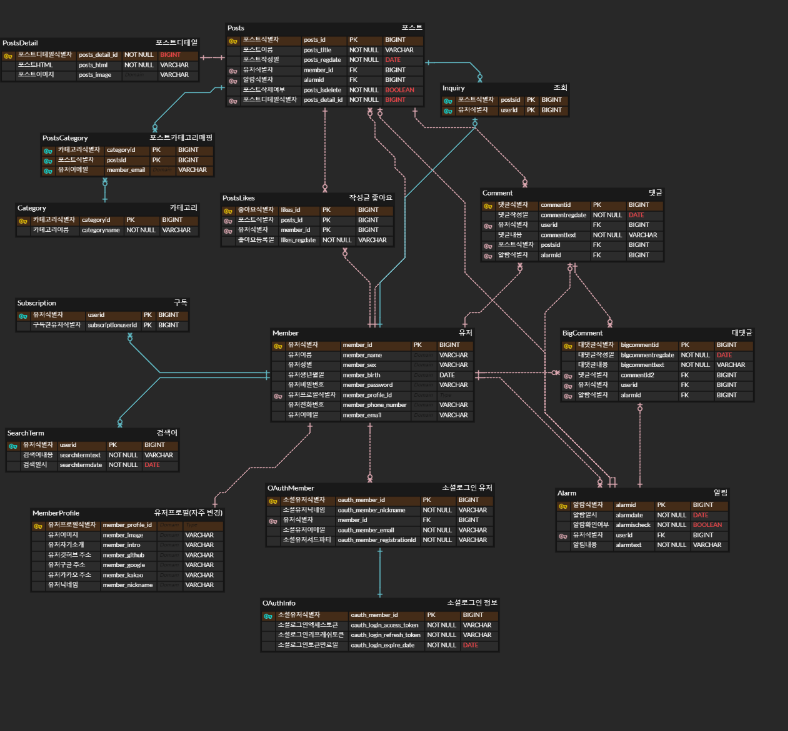 Posts 포스트
포스트식별자 posts_id PK BIGINT
포스트이름 posts_title NOT NULL VARCHAR
포스트작성일 posts_regdate NOT NULL DATE
유저식별자 member_id FK BIGINT
알람식별자 alarmid FK BIGINT
포스트삭제여부 posts_isdelete NOT NULL BOOLEAN
포스트디테일식별자 posts_detail_id NOT NULL BIGINT
PostsDetail 포스트디테일
포스트디테일식별자 posts_detail_id NOT NULL BIGINT
포스트HTML posts_html NOT NULL VARCHAR
포스트이미지 posts_image VARCHAR
Inquiry 조회
포스트식별자 postsid PK BIGINT
유저식별자 userid PK BIGINT
PostsCategory 포스트카테고리매핑
카테고리식별자 categoryid PK BIGINT
포스트식별자 postsid PK BIGINT
유저이메일 member_email VARCHAR
Category 카테고리
카테고리식별자 categoryid PK BIGINT
카테고리이름 categoryname NOT NULL VARCHAR
PostsLikes 작성글 좋아요
좋아요식별자 likes_id PK BIGINT
포스트식별자 posts_id FK BIGINT
유저식별자 member_id FK BIGINT
좋아요등록일 likes_regdate NOT NULL VARCHAR
Comment 댓글
댓글식별자 commentid PK BIGINT
댓글작성일 commentregdate NOT NULL DATE
유저식별자 userid FK BIGINT
댓글내용 commenttext NOT NULL VARCHAR
포스트식별자 postsid FK BIGINT
알람식별자 alarmid FK BIGINT
Subscription 구독
유저식별자 userid PK BIGINT
구독한유저식별자 subscriptionuserid PK BIGINT
Member 유저
유저식별자 member_id PK BIGINT
유저이름 member_name VARCHAR
유저성별 member_sex VARCHAR
유저생년월일 member_birth DATE
유저비밀번호 member_password VARCHAR
유저프로필식별자 member_profile_id
유저전화번호 member_phone_number VARCHAR
유저이메일 member_email VARCHAR
BigComment 대댓글
대댓글식별자 bigcommentid PK BIGINT
대댓글작성일 bigcommentregdate NOT NULL DATE
대댓글내용 bigcommenttext NOT NULL VARCHAR
댓글식별자 commentid2 FK BIGINT
유저식별자 userid FK BIGINT
알람식별자 alarmid FK BIGINT
SearchTerm 검색어
유저식별자 userid PK BIGINT
검색어내용 searchtermtext NOT NULL VARCHAR
검색일시 searchtermdate NOT NULL DATE
MemberProfile 유저프로필(자주 변경)
유저프로필식별자 member_profile_id
유저이미지 member_image VARCHAR
유저자기소개 member_intro VARCHAR
유저깃허브 주소 member_github VARCHAR
유저구글 주소 member_google VARCHAR
유저카카오 주소 member_kakao VARCHAR
유저닉네임 member_nickname VARCHAR
OAuthMember 소셜로그인 유저
소셜유저식별자 oauth_member_id PK BIGINT
소셜유저닉네임 oauth_member_nickname NOT NULL VARCHAR
유저식별자 member_id FK BIGINT
소셜유저이메일 oauth_member_email NOT NULL VARCHAR
소셜유저서드파티 oauth_member_registrationid NOT NULL VARCHAR
Alarm 알림
알람식별자 alarmid PK BIGINT
알람일시 alarmdate NOT NULL DATE
알람확인여부 alarmischeck NOT NULL BOOLEAN
유저식별자 userid FK BIGINT
알림내용 alarmtext NOT NULL VARCHAR
OAuthInfo 소셜로그인 정보
소셜유저식별자 oauth_member_id PK BIGINT
소셜로그인액세스토큰 oauth_login_access_token NOT NULL VARCHAR
소셜로그인리프레쉬토큰 oauth_login_refresh_token NOT NULL VARCHAR
소셜로그인토큰만료일 oauth_login_expire_date NOT NULL DATE